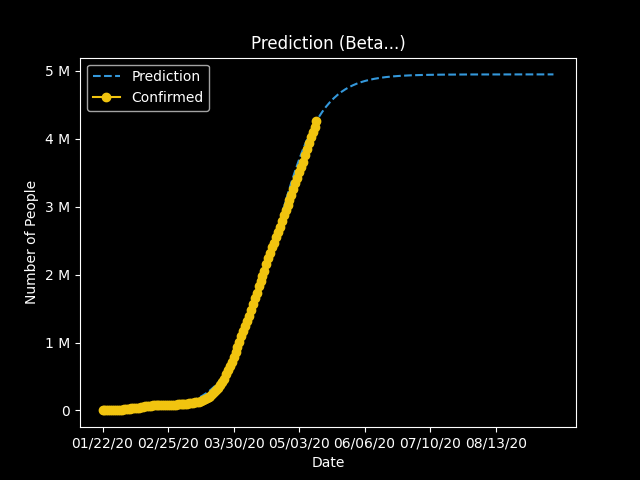 Prediction (Beta...)
Prediction
Confirmed
5 M
4 M
3 M
2 M
1 M
0
Number of People
01/22/20 02/25/20 03/30/20 05/03/20 06/06/20 07/10/20 08/13/20
Date